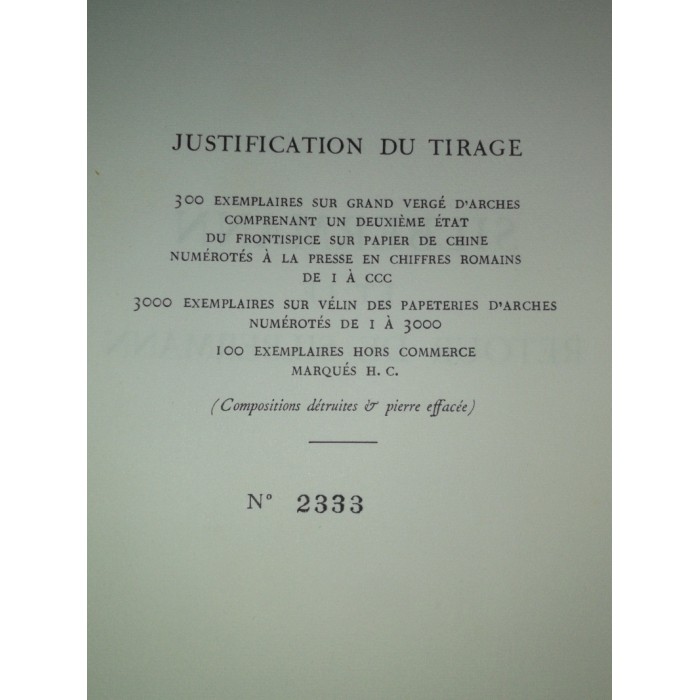 JUSTIFICATION DU TIRAGE
300 EXEMPLAIRES SUR GRAND VERGÉ D'ARCHES
COMPRENANT UN DEUXIÈME ÉTAT
DU FRONTISPICE SUR PAPIER DE CHINE
NUMÉROTÉS À LA PRESSE EN CHIFFRES ROMAINS
DE I À CCC
3000 EXEMPLAIRES SUR VÉLIN DES PAPETERIES D'ARCHES
NUMÉROTÉS DE I À 3000
100 EXEMPLAIRES HORS COMMERCE
MARQUÉS H. C.
(Compositions détruites & pierre effacée)
Nº 2333